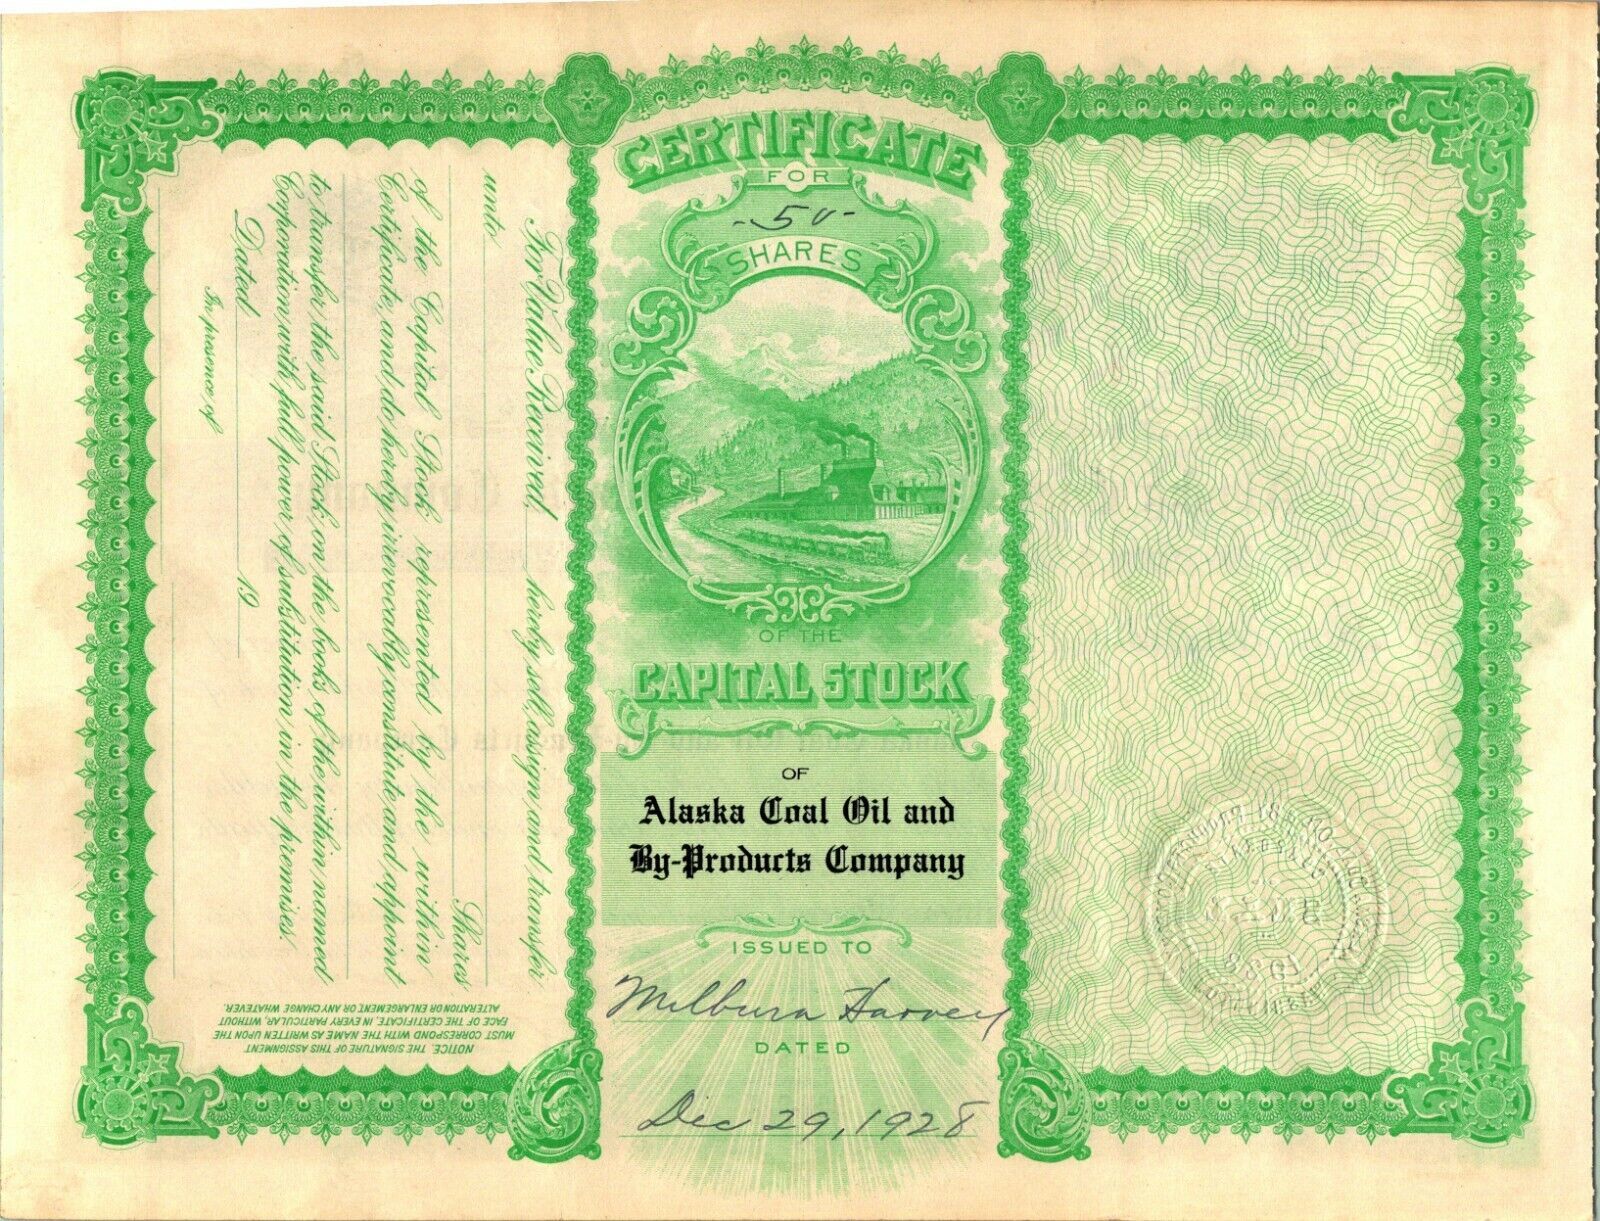 CERTIFICATE
FOR
-50-
SHARES
OF THE
CAPITAL STOCK
OF
Alaska Coal Oil and
By-Products Company
ISSUED TO
Milburn Harvey
DATED
Dec 29, 1928
For Value Received, hereby sell, assign, and transfer
unto
Shares
of the Capital Stock represented by the within
Certificate, and do hereby irrevocably constitute and appoint
to transfer the said Stock on the books of the within named
Corporation with full power of substitution in the premises.
Dated 19
In presence of
NOTICE. THE SIGNATURE OF THIS ASSIGNMENT
MUST CORRESPOND WITH THE NAME AS WRITTEN UPON THE
FACE OF THE CERTIFICATE, IN EVERY PARTICULAR, WITHOUT
ALTERATION OR ENLARGEMENT, OR ANY CHANGE WHATEVER.